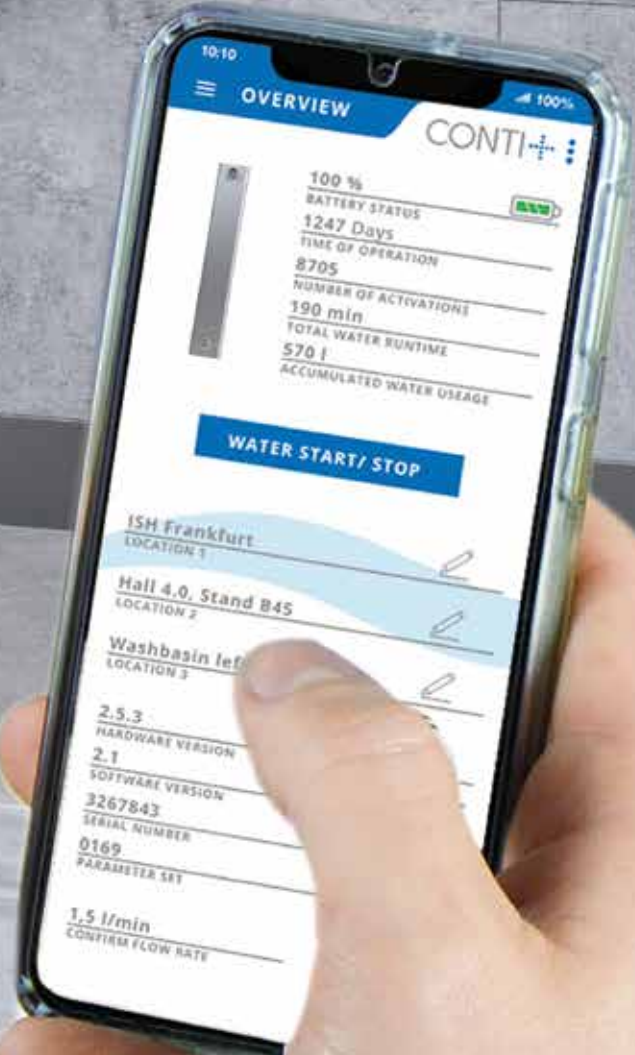 10:10
100%
OVERVIEW
CONTI+
100 %
BATTERY STATUS
1247 Days
TIME OF OPERATION
8705
NUMBER OF ACTIVATIONS
190 min
TOTAL WATER RUNTIME
570 l
ACCUMULATED WATER USEAGE
WATER START/ STOP
ISH Frankfurt
LOCATION 1
Hall 4.0, Stand B45
LOCATION 2
Washbasin lef
LOCATION 3
2.5.3
HARDWARE VERSION
2.1
SOFTWARE VERSION
3267843
SERIAL NUMBER
0169
PARAMETER SET
1,5 l/min
CONFIRM FLOW RATE